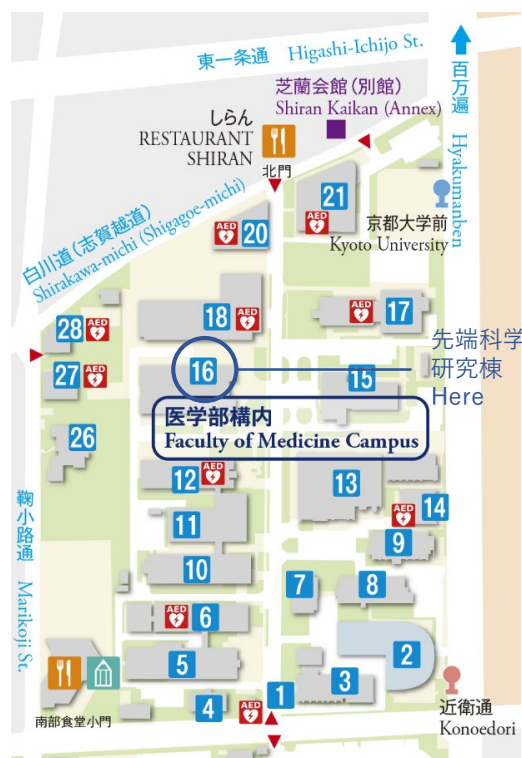 東一条通 Higashi-Ichijo St.
百万遍 Hyakumanben
芝蘭会館（別館）
Shiran Kaikan (Annex)
しらん
RESTAURANT
SHIRAN
北門
21
AED
AED
20
京都大学前
Kyoto University
白川道（志賀越道）
Shirakawa-michi (Shigagoe-michi)
18
AED
AED
17
28
AED
27
AED
16
15
先端科学
研究棟
Here
医学部構内
Faculty of Medicine Campus
26
12
AED
13
14
AED
11
9
10
鞠小路通 Marikoji St.
7
8
AED
6
2
5
3
1
4
AED
南部食堂小門
近衛通
Konoedori